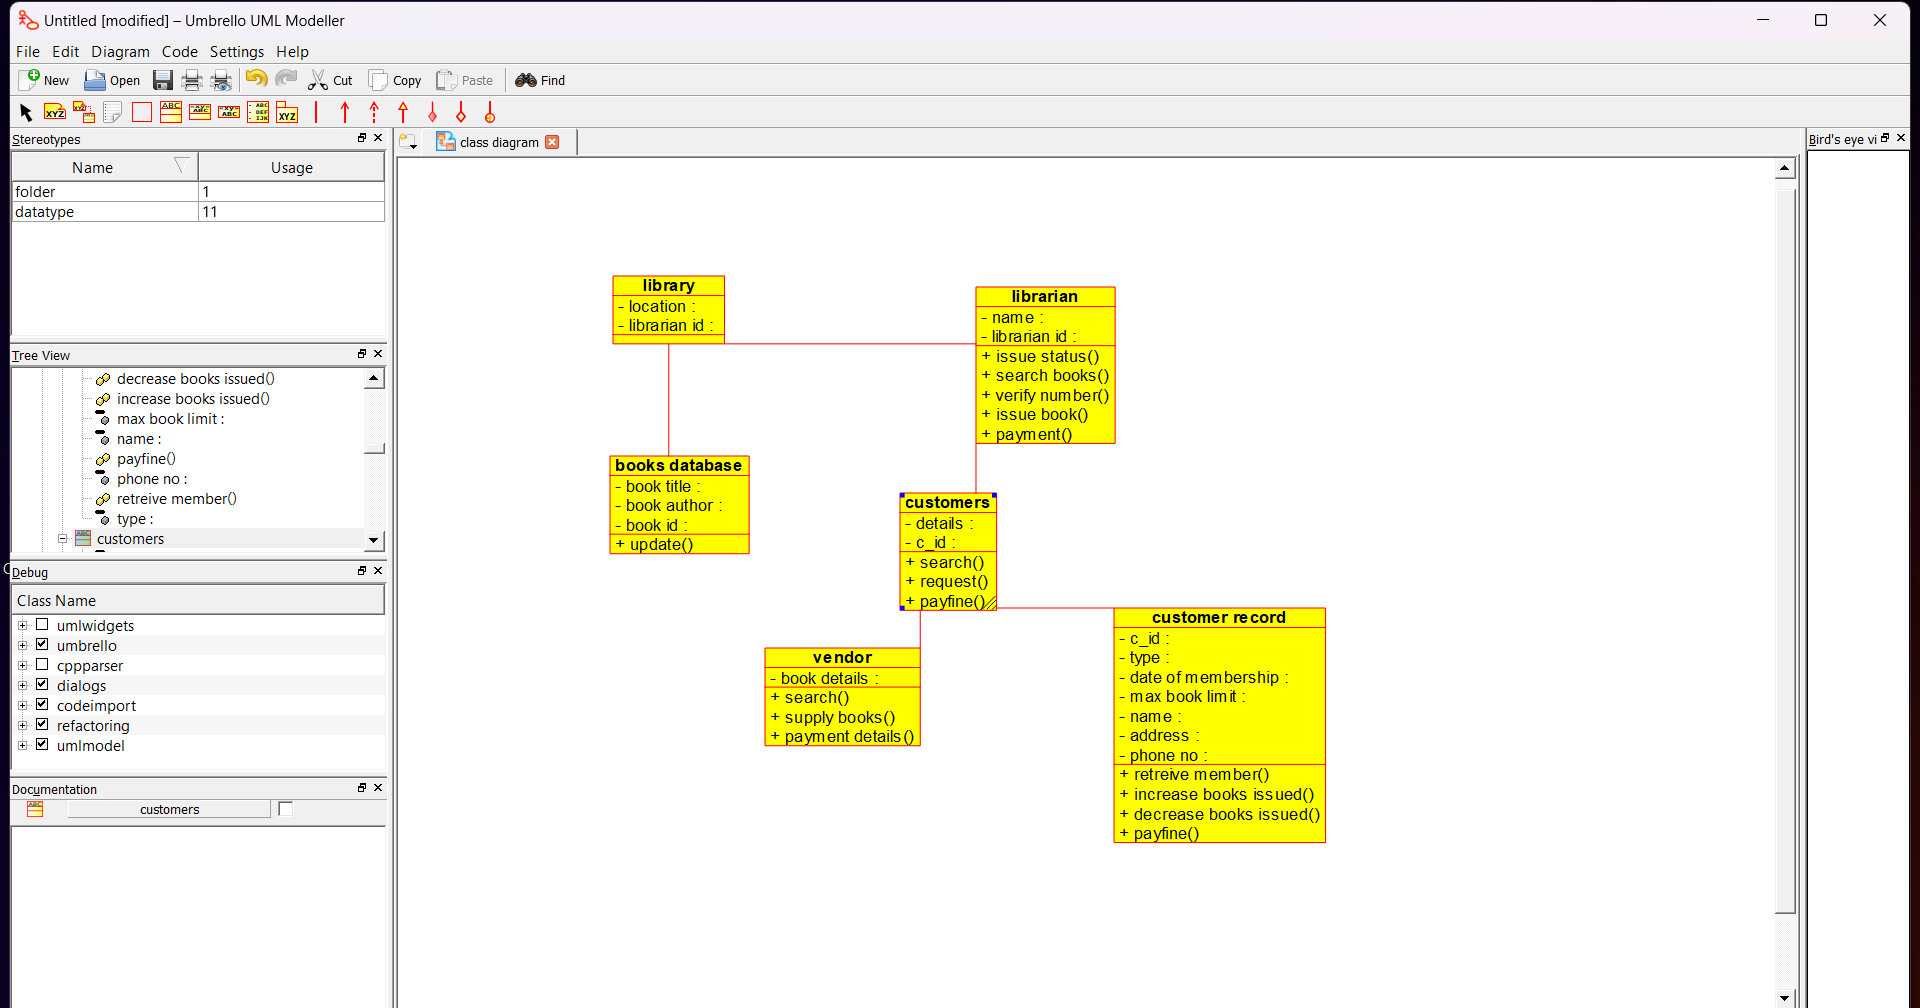 Untitled [modified] – Umbrello UML Modeller
File Edit Diagram Code Settings Help
New Open Cut Copy Paste Find
Stereotypes
Name Usage
folder 1
datatype 11
Tree View
decrease books issued()
increase books issued()
max book limit :
name :
payfine()
phone no :
retreive member()
type :
customers
Debug
Class Name
umlwidgets
umbrello
cppparser
dialogs
codeimport
refactoring
umlmodel
Documentation
customers
class diagram
Bird's eye vi
library
- location :
- librarian id :
librarian
- name :
- librarian id :
+ issue status()
+ search books()
+ verify number()
+ issue book()
+ payment()
books database
- book title :
- book author :
- book id :
+ update()
customers
- details :
- c_id :
+ search()
+ request()
+ payfine()
vendor
- book details :
+ search()
+ supply books()
+ payment details()
customer record
- c_id :
- type :
- date of membership :
- max book limit :
- name :
- address :
- phone no :
+ retreive member()
+ increase books issued()
+ decrease books issued()
+ payfine()